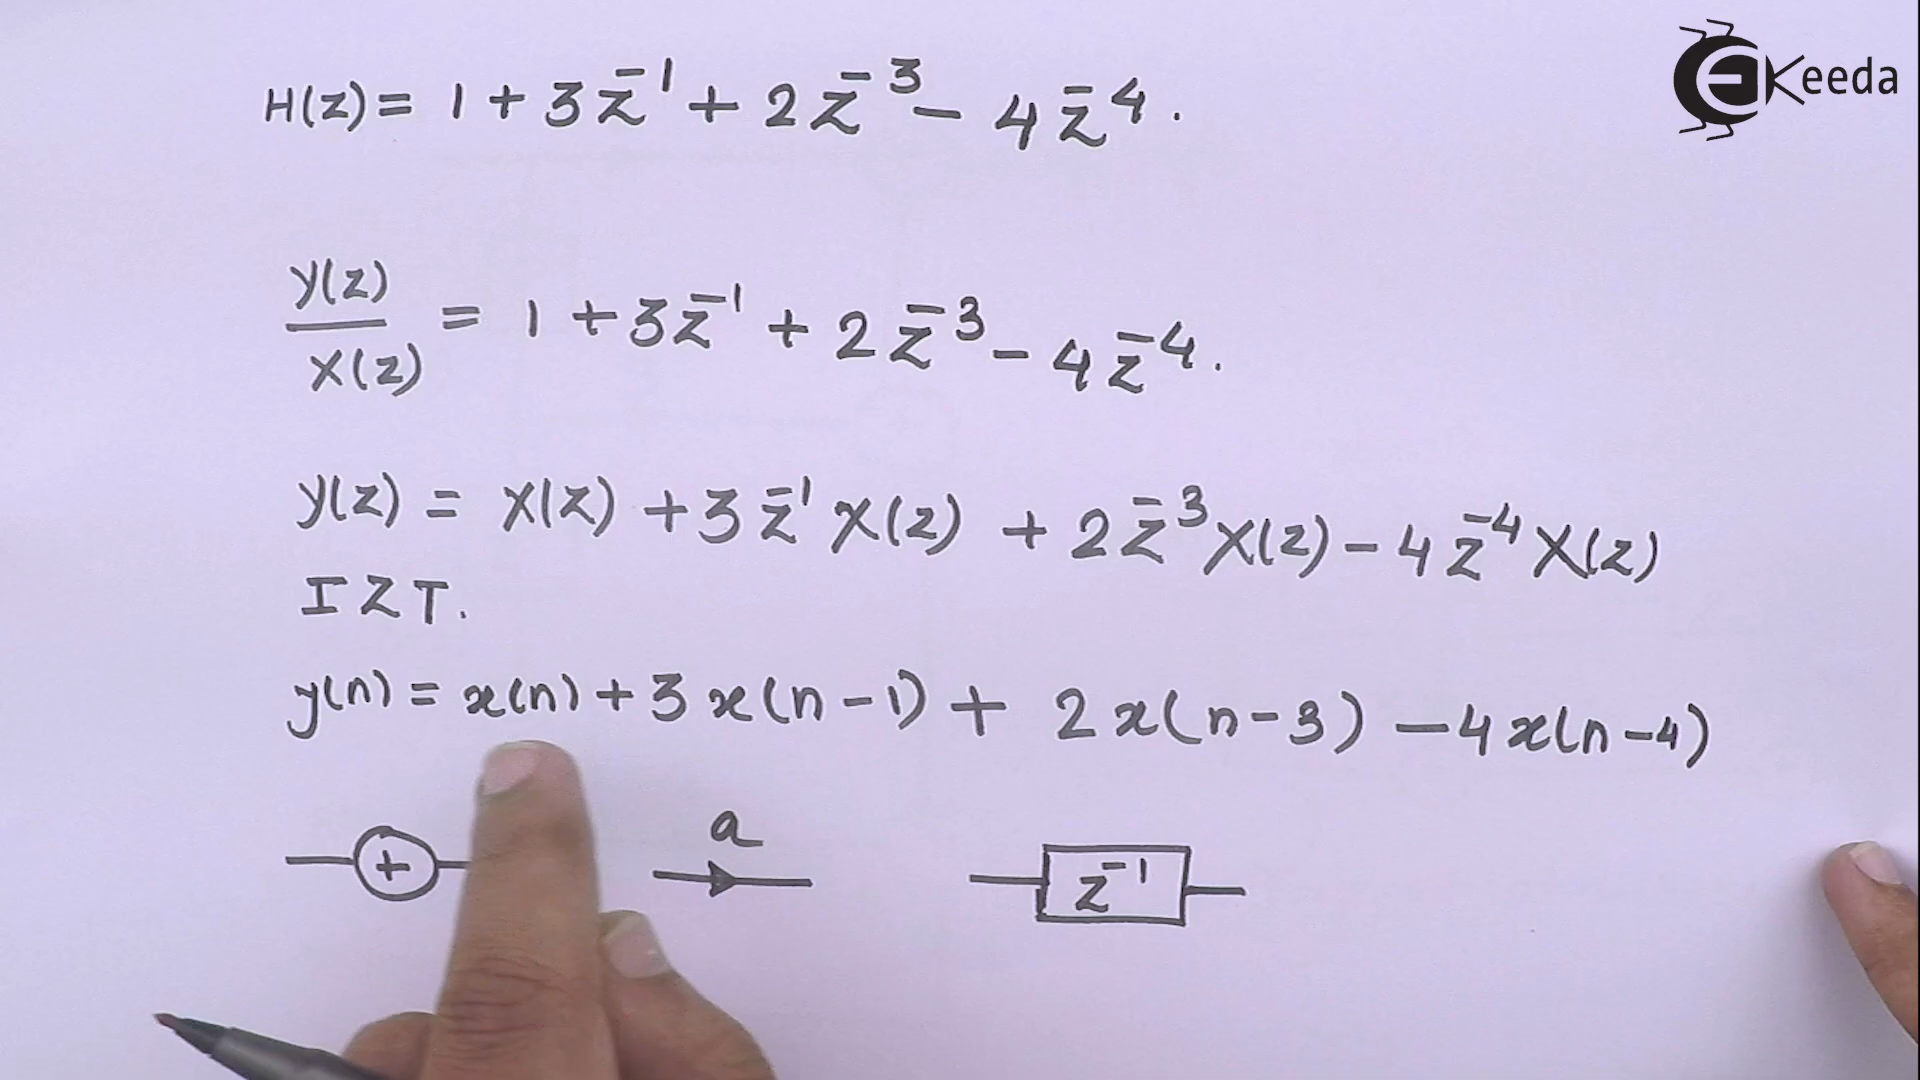 EKeeda
H(z) = 1 + 3z⁻¹ + 2z⁻³ - 4z⁻⁴.
Y(z)
X(z)
= 1 + 3z⁻¹ + 2z⁻³ - 4z⁻⁴.
Y(z) = X(z) + 3z⁻¹X(z) + 2z⁻³X(z) - 4z⁻⁴X(z)
IZT.
y(n) = x(n) + 3x(n-1) + 2x(n-3) - 4x(n-4)
a
+
z⁻¹